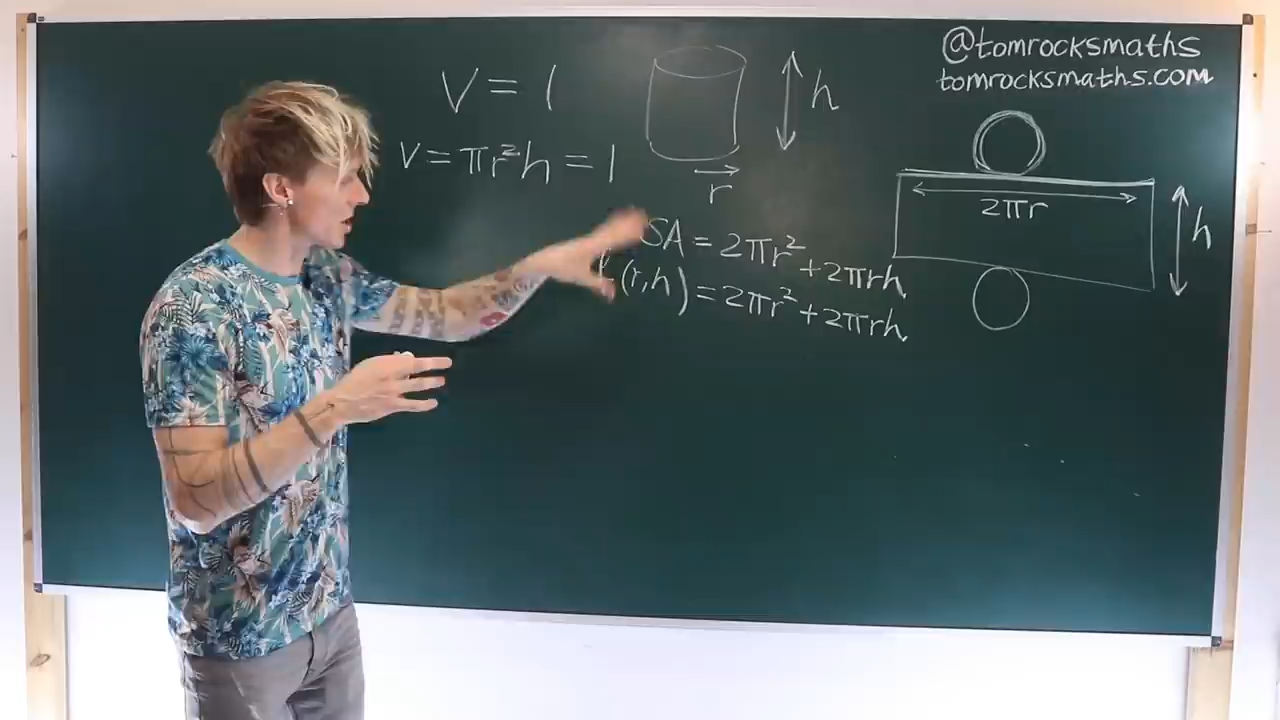 @tomrocksmaths
tomrocksmaths.com
V = 1
V = πr²h = 1
h
r
2πr
h
SA = 2πr² + 2πrh
(r,h) = 2πr² + 2πrh